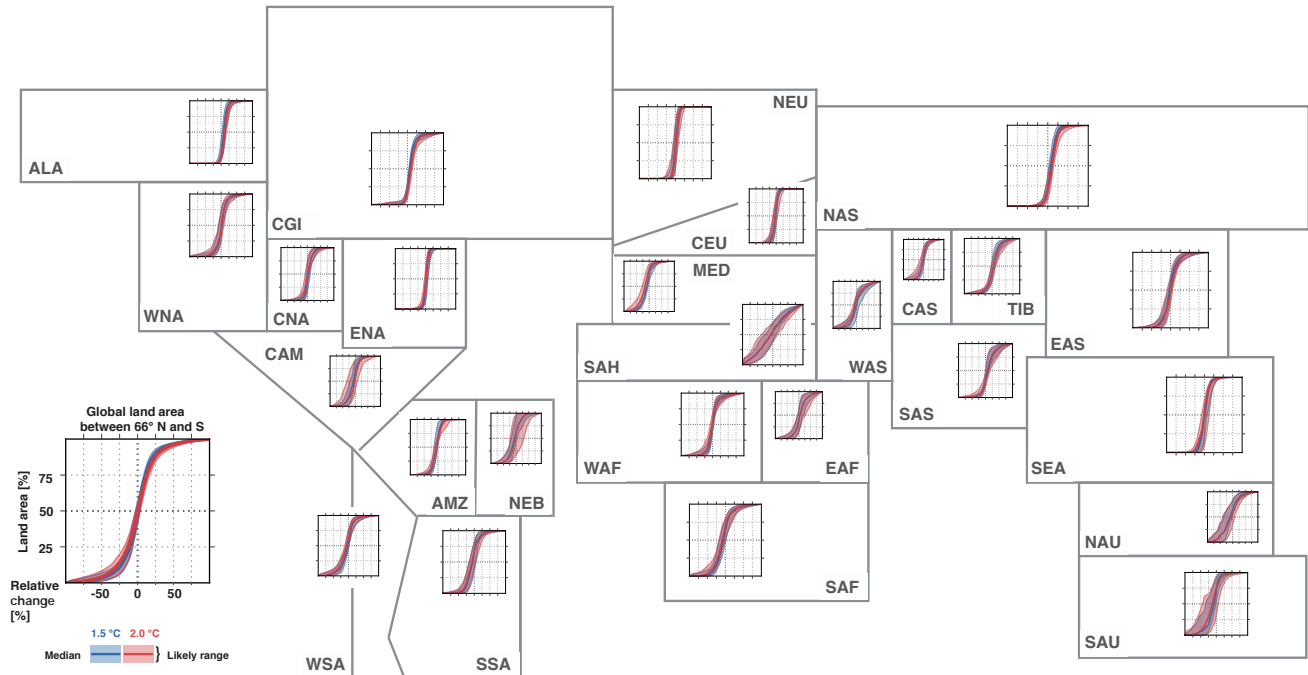 NEU
ALA
CGI
NAS
CEU
MED
WNA
CNA
ENA
CAS
TIB
EAS
CAM
SAH
WAS
SAS
Global land area
between 66° N and S
Land area [%]
75
50
25
Relative
change
[%]
-50
0
50
1.5 °C
2.0 °C
Median
} Likely range
AMZ
NEB
WAF
EAF
SEA
NAU
SAF
SAU
WSA
SSA